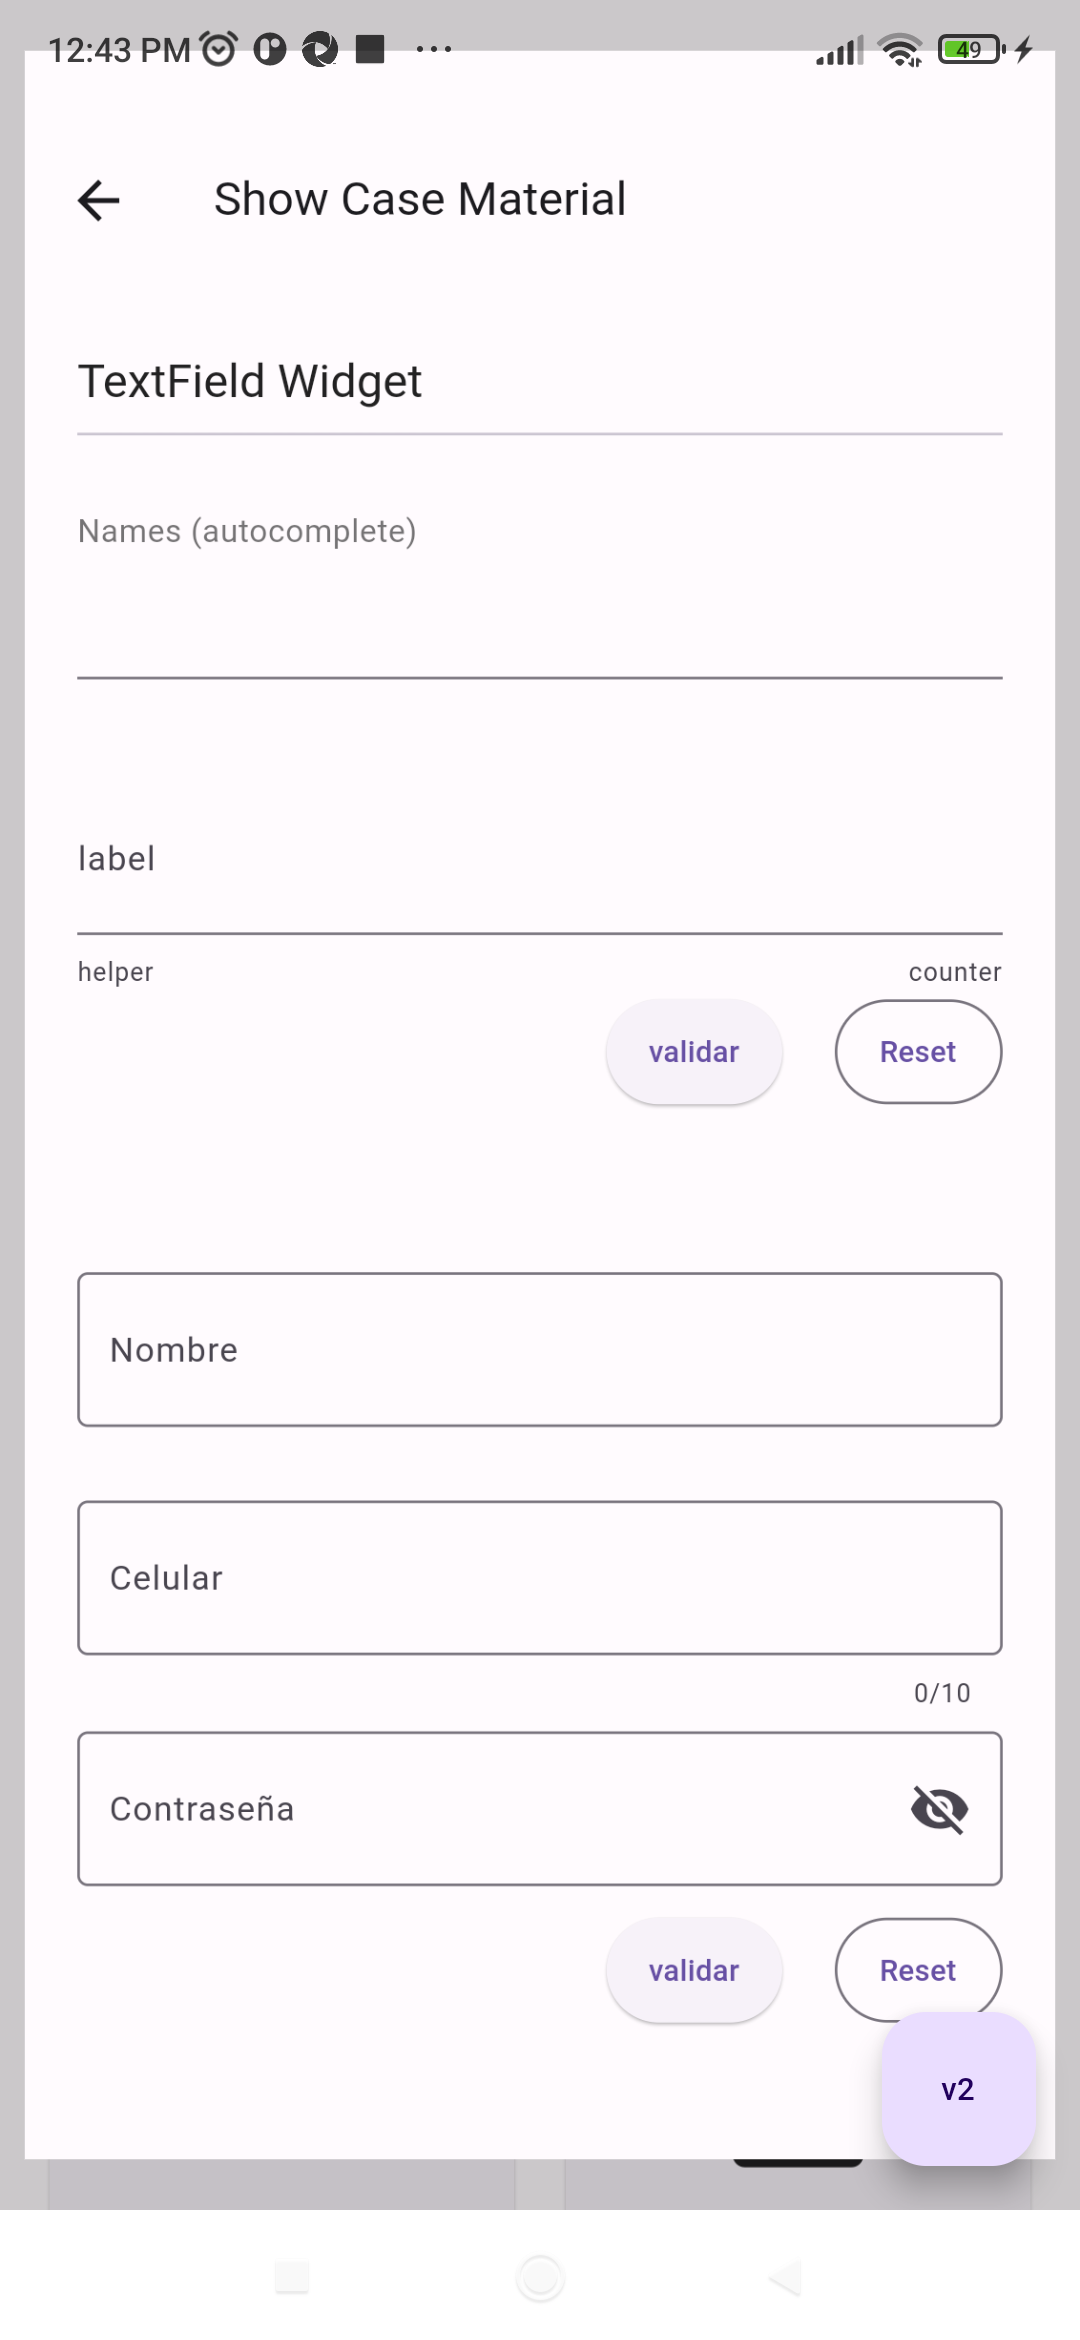 12:43 PM
49
Show Case Material
TextField Widget
Names (autocomplete)
label
helper counter
validar Reset
Nombre
Celular
0/10
Contraseña
validar Reset
v2